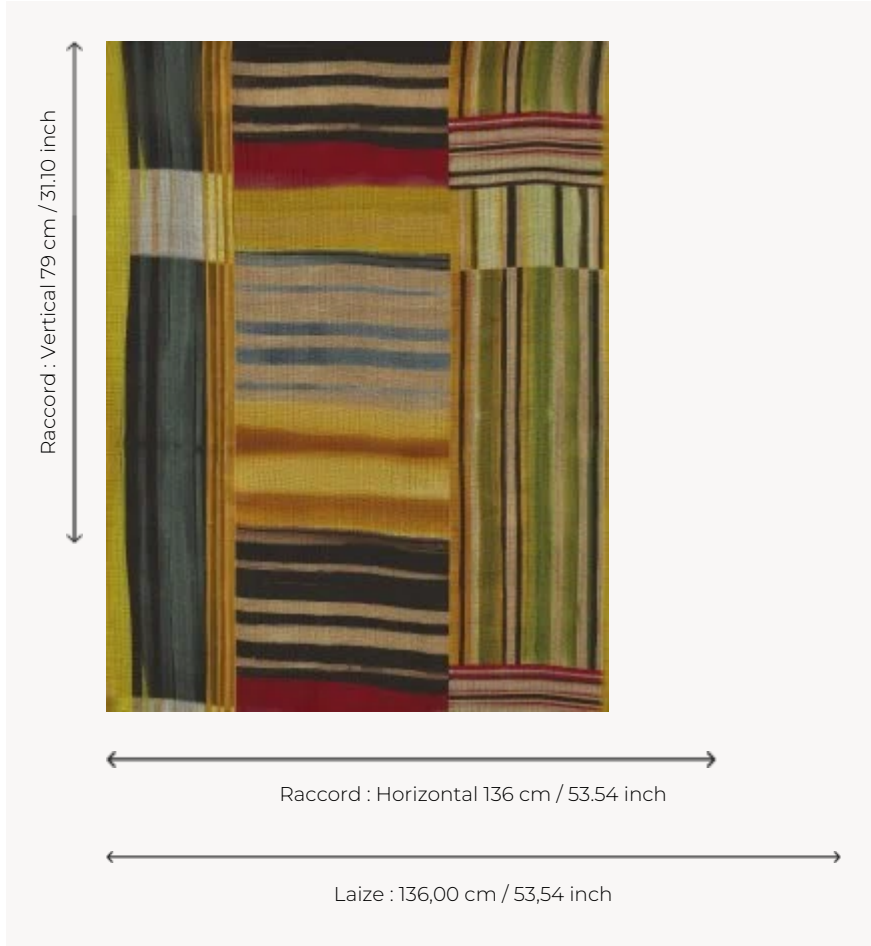 Raccord : Vertical 79 cm / 31.10 inch
Raccord : Horizontal 136 cm / 53.54 inch
Laize : 136,00 cm / 53,54 inch